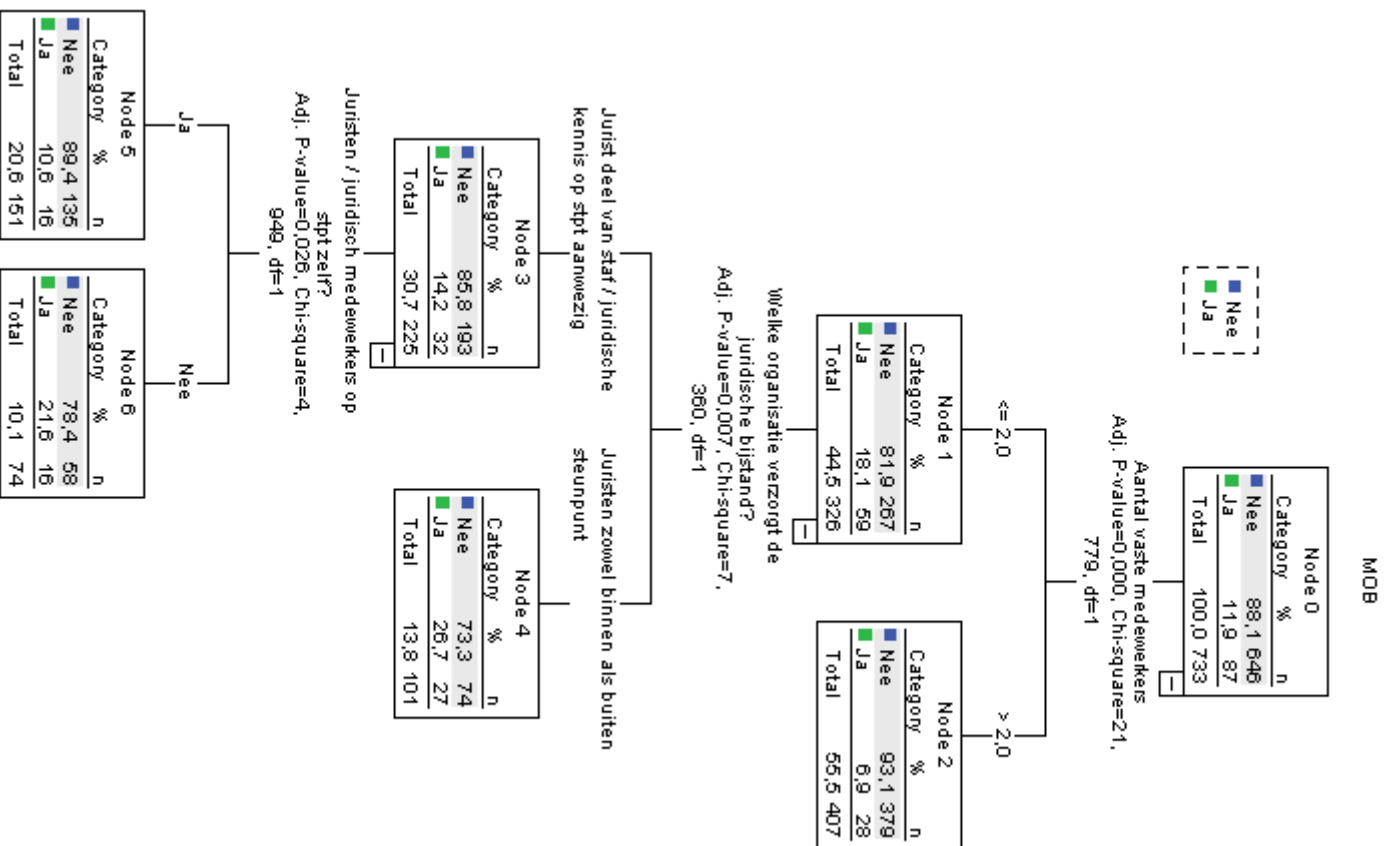 MOB
Nee
Ja
Node 0
Category % n
Nee 88,1 646
Ja 11,9 87
Total 100,0 733
Aantal vaste medewerkers
Adj. P-value=0,000, Chi-square=21,
779, df=1
<= 2,0
> 2,0
Node 1
Category % n
Nee 81,9 267
Ja 18,1 59
Total 44,5 326
Node 2
Category % n
Nee 93,1 379
Ja 6,9 28
Total 55,5 407
Welke organisatie verzorgt de
juridische bijstand?
Adj. P-value=0,007, Chi-square=7,
360, df=1
Jurist deel van staf / juridische
kennis op stpt aanwezig
Juristen zowel binnen als buiten
steunpunt
Node 3
Category % n
Nee 85,8 193
Ja 14,2 32
Total 30,7 225
Node 4
Category % n
Nee 73,3 74
Ja 26,7 27
Total 13,8 101
Juristen / juridisch medewerkers op
stpt zelf?
Adj. P-value=0,026, Chi-square=4,
949, df=1
Ja
Nee
Node 5
Category % n
Nee 89,4 135
Ja 10,6 16
Total 20,6 151
Node 6
Category % n
Nee 78,4 58
Ja 21,6 16
Total 10,1 74